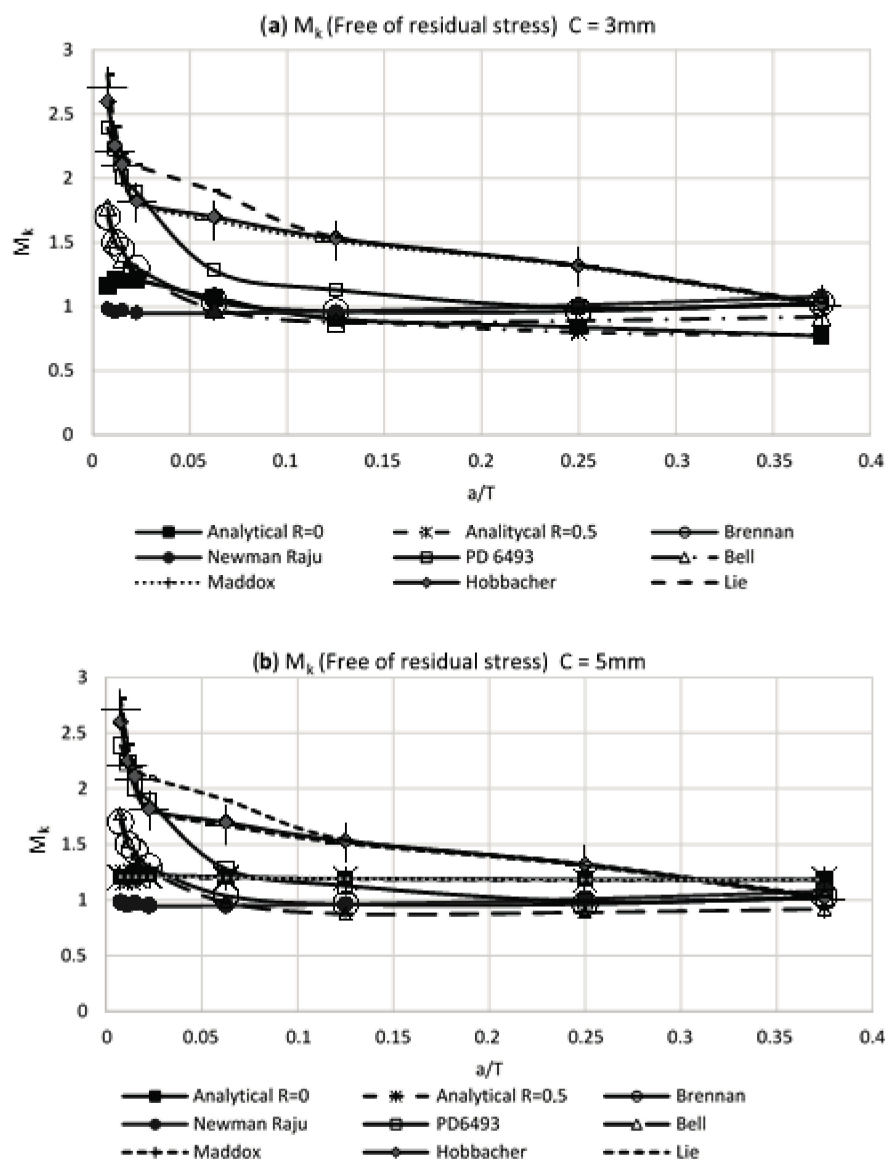 (a) Mk (Free of residual stress) C = 3mm
3
2.5
2
1.5
1
0.5
0
Mk
0 0.05 0.1 0.15 0.2 0.25 0.3 0.35 0.4
a/T
Analytical R=0 Analitycal R=0.5 Brennan
Newman Raju PD 6493 Bell
Maddox Hobbacher Lie
(b) Mk (Free of residual stress) C = 5mm
3
2.5
2
1.5
1
0.5
0
Mk
0 0.05 0.1 0.15 0.2 0.25 0.3 0.35 0.4
a/T
Analytical R=0 Analytical R=0.5 Brennan
Newman Raju PD6493 Bell
Maddox Hobbacher Lie